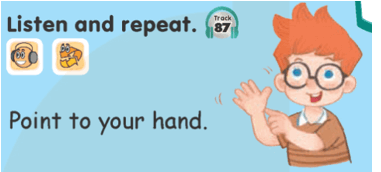 Listen and repeat.
Track
87
Point to your hand.